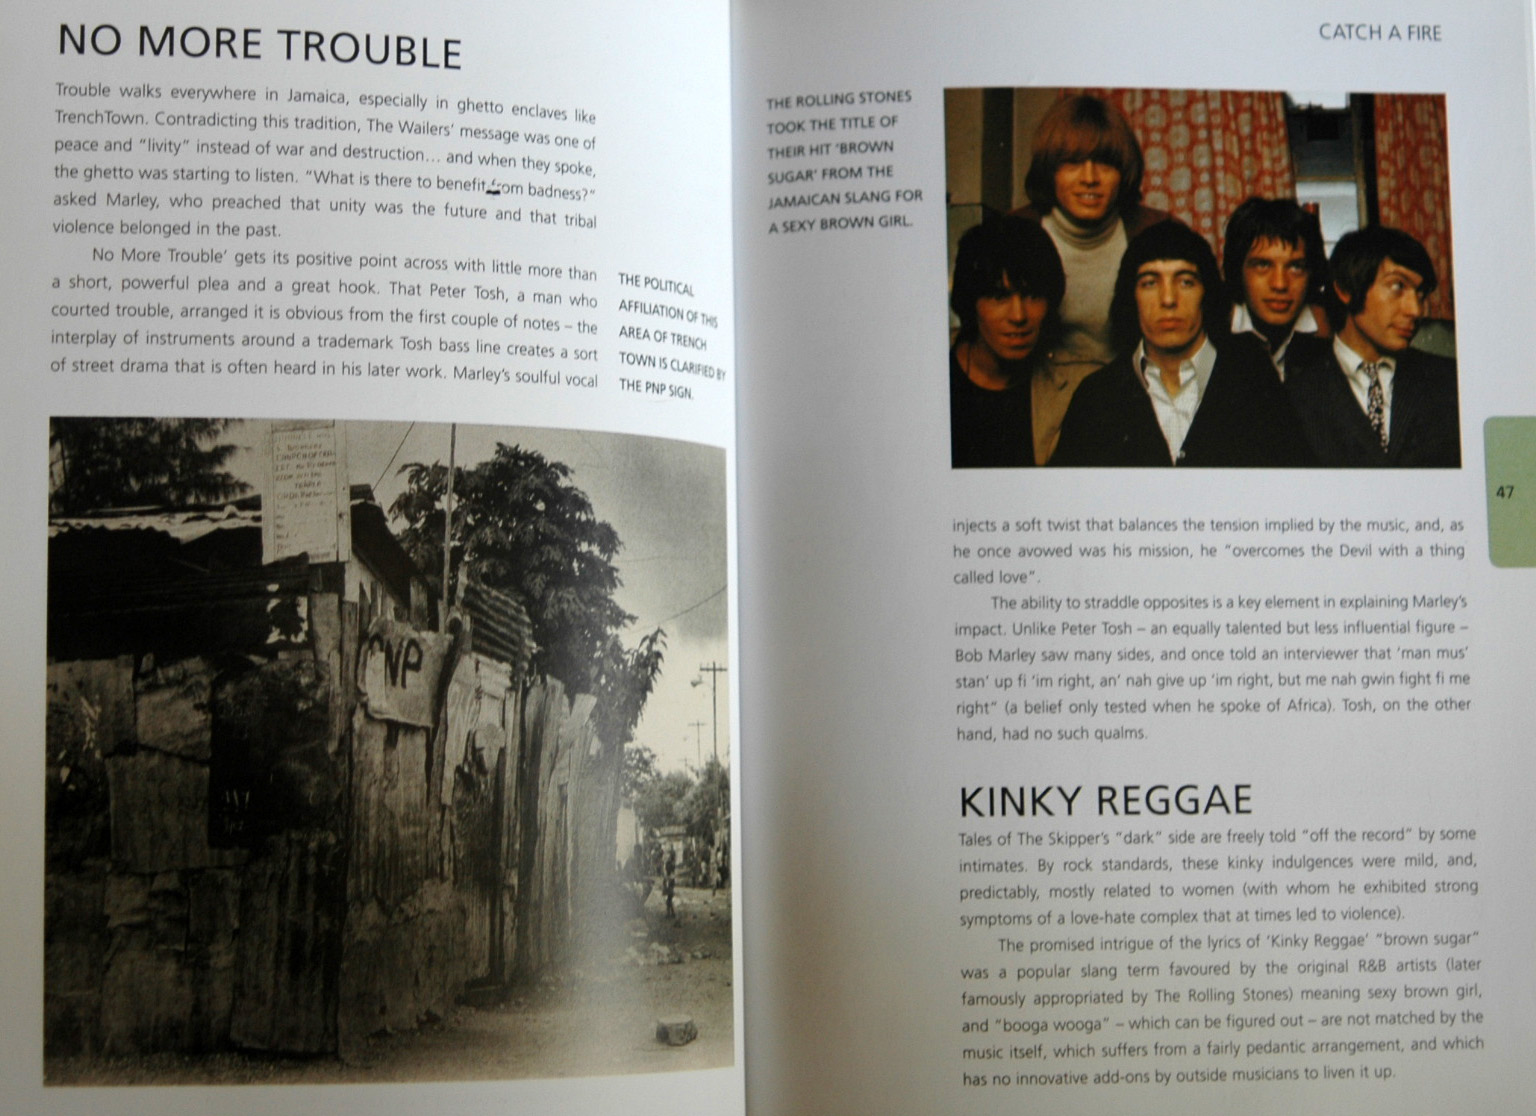 NO MORE TROUBLE
Trouble walks everywhere in Jamaica, especially in ghetto enclaves like
TrenchTown. Contradicting this tradition, The Wailers' message was one of
peace and "livity" instead of war and destruction... and when they spoke,
the ghetto was starting to listen. "What is there to benefit from badness?"
asked Marley, who preached that unity was the future and that tribal
violence belonged in the past.
No More Trouble' gets its positive point across with little more than
a short, powerful plea and a great hook. That Peter Tosh, a man who
courted trouble, arranged it is obvious from the first couple of notes – the
interplay of instruments around a trademark Tosh bass line creates a sort
of street drama that is often heard in his later work. Marley's soulful vocal
THE POLITICAL
AFFILIATION OF THIS
AREA OF TRENCH
TOWN IS CLARIFIED BY
THE PNP SIGN.
PNP
CATCH A FIRE
THE ROLLING STONES
TOOK THE TITLE OF
THEIR HIT 'BROWN
SUGAR' FROM THE
JAMAICAN SLANG FOR
A SEXY BROWN GIRL.
47
injects a soft twist that balances the tension implied by the music, and, as
he once avowed was his mission, he "overcomes the Devil with a thing
called love".
The ability to straddle opposites is a key element in explaining Marley's
impact. Unlike Peter Tosh – an equally talented but less influential figure –
Bob Marley saw many sides, and once told an interviewer that 'man mus'
stan' up fi 'im right, an' nah give up 'im right, but me nah gwin fight fi me
right" (a belief only tested when he spoke of Africa). Tosh, on the other
hand, had no such qualms.
KINKY REGGAE
Tales of The Skipper's "dark" side are freely told "off the record" by some
intimates. By rock standards, these kinky indulgences were mild, and,
predictably, mostly related to women (with whom he exhibited strong
symptoms of a love-hate complex that at times led to violence).
The promised intrigue of the lyrics of 'Kinky Reggae' "brown sugar"
was a popular slang term favoured by the original R&B artists (later
famously appropriated by The Rolling Stones) meaning sexy brown girl,
and "booga wooga" – which can be figured out – are not matched by the
music itself, which suffers from a fairly pedantic arrangement, and which
has no innovative add-ons by outside musicians to liven it up.